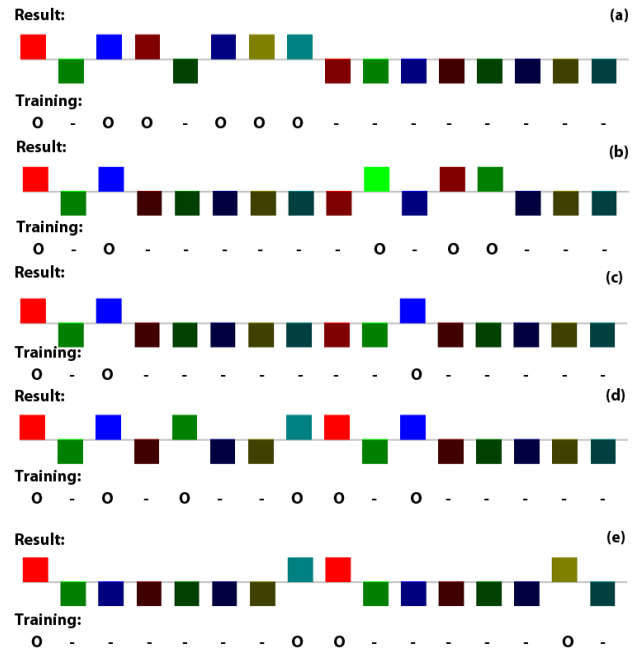 Result: (a)
Training:
O - O O - O O O - - - - - - - -
Result: (b)
Training:
O - O - - - - - - O - O O - - -
Result: (c)
Training:
O - O - - - - - - - O - - - - -
Result: (d)
Training:
O - O - O - - O O - O - - - - -
Result: (e)
Training:
O - - - - - - O O - - - - - O -